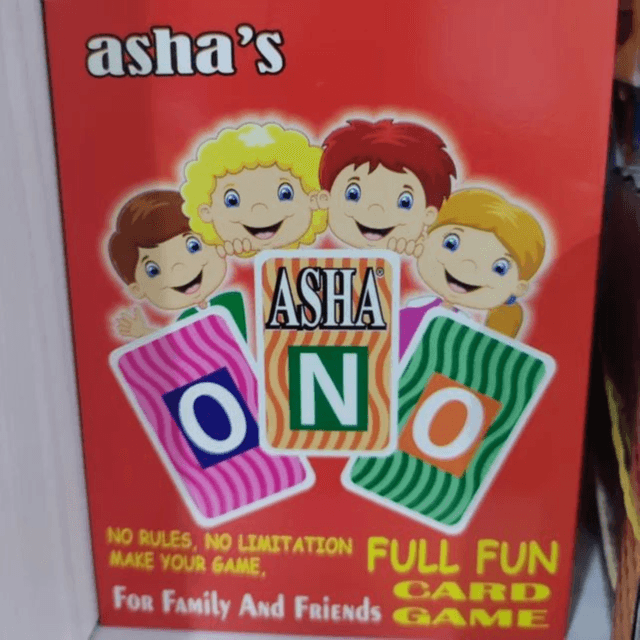 asha's
ASHA®
O N O
NO RULES, NO LIMITATION
MAKE YOUR GAME,
FULL FUN
CARD
GAME
FOR FAMILY AND FRIENDS